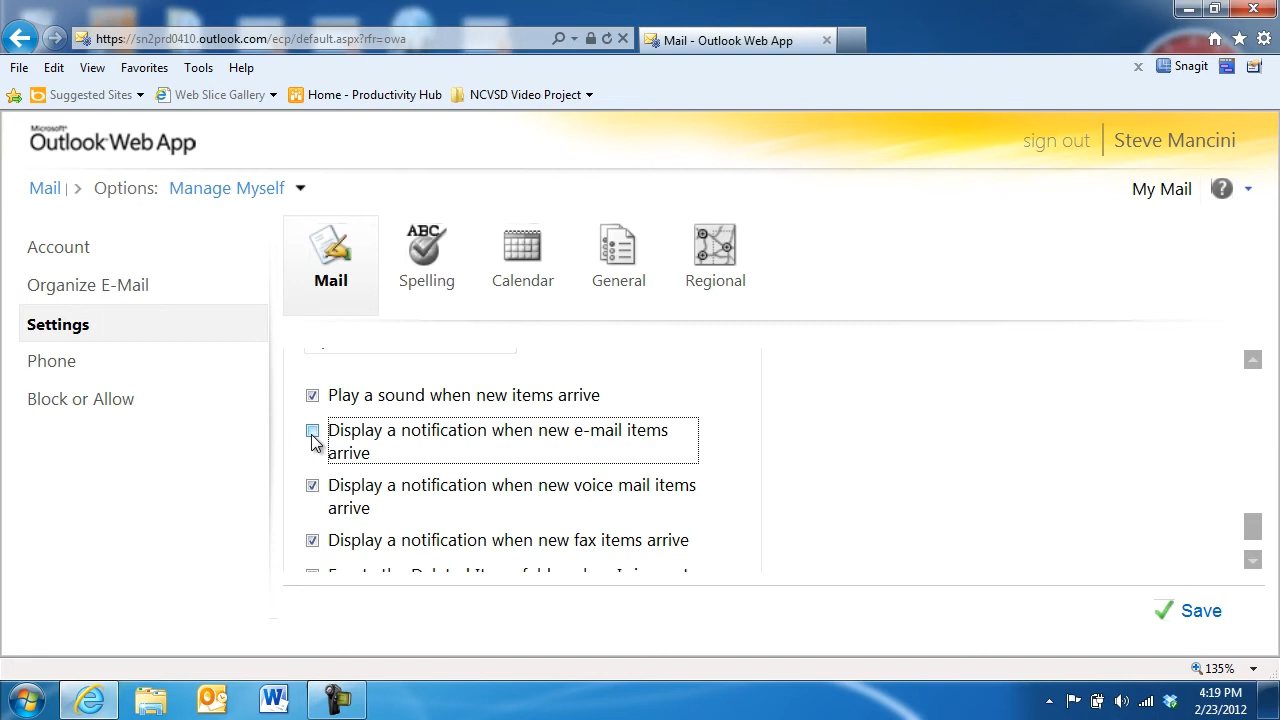 https://sn2prd0410.outlook.com/ecp/default.aspx?rfr=owa
Mail - Outlook Web App
File Edit View Favorites Tools Help
x Snagit
Suggested Sites Web Slice Gallery Home - Productivity Hub NCVSD Video Project
Microsoft®
Outlook Web App
sign out Steve Mancini
Mail Options: Manage Myself
My Mail ?
Account
Organize E-Mail
Settings
Phone
Block or Allow
Mail
ABC
Spelling
Calendar
General
Regional
Play a sound when new items arrive
Display a notification when new e-mail items
arrive
Display a notification when new voice mail items
arrive
Display a notification when new fax items arrive
Save
135%
4:19 PM
2/23/2012